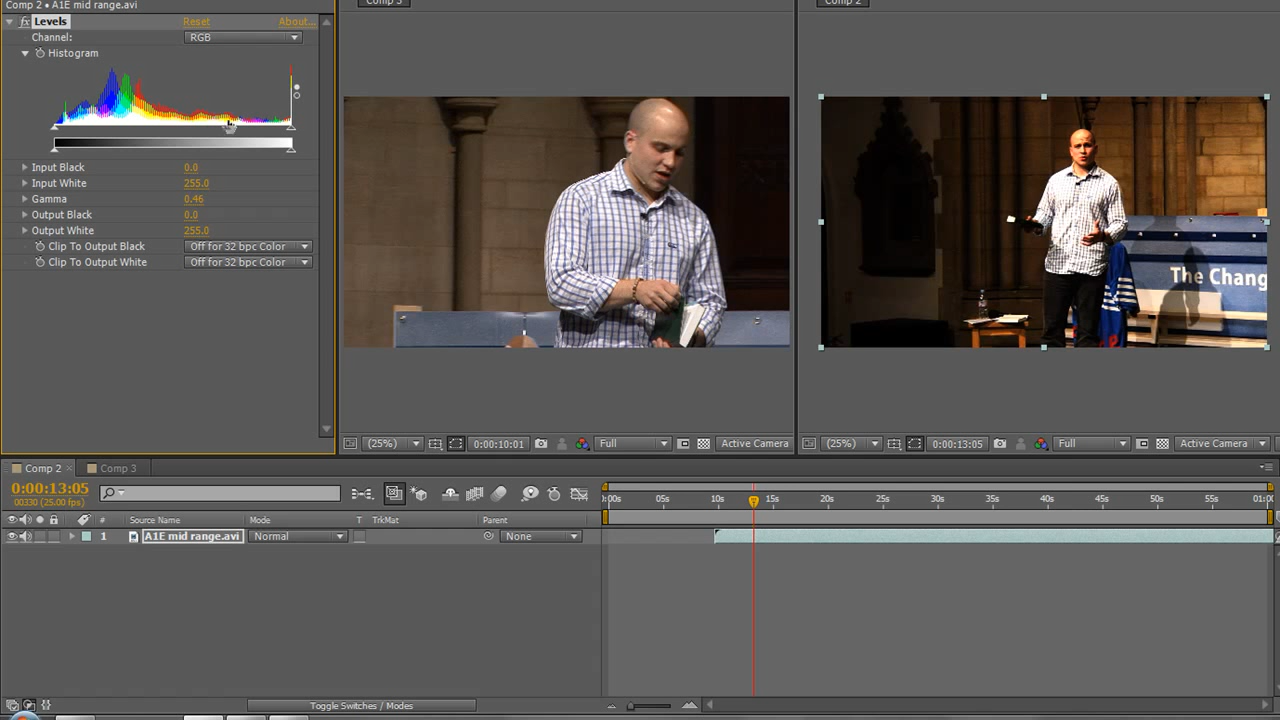 Comp 2 • A1E mid range.avi
Comp 3
Comp 2
fx Levels Reset About...
Channel: RGB
Histogram
Input Black 0.0
Input White 255.0
Gamma 0.46
Output Black 0.0
Output White 255.0
Clip To Output Black Off for 32 bpc Color
Clip To Output White Off for 32 bpc Color
The Chang
(25%) 0:00:10:01 Full Active Camera
(25%) 0:00:13:05 Full Active Camera
Comp 2 × Comp 3
0:00:13:05
00330 (25.00 fps)
0:00s 05s 10s 15s 20s 25s 30s 35s 40s 45s 50s 55s 01:00
# Source Name Mode T TrkMat Parent
1 A1E mid range.avi Normal None
Toggle Switches / Modes